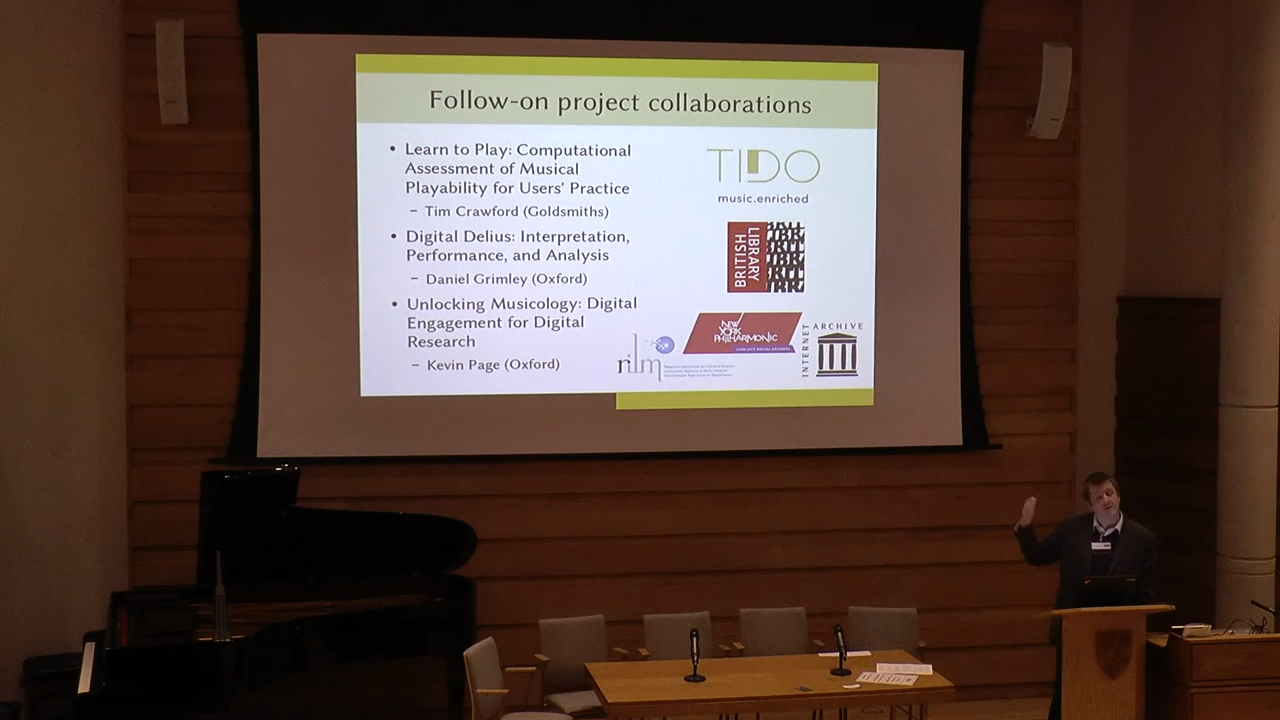 Follow-on project collaborations
• Learn to Play: Computational
Assessment of Musical
Playability for Users' Practice
– Tim Crawford (Goldsmiths)
• Digital Delius: Interpretation,
Performance, and Analysis
– Daniel Grimley (Oxford)
• Unlocking Musicology: Digital
Engagement for Digital
Research
– Kevin Page (Oxford)
TIDO
music.enriched
BRITISH
LIBRARY
rilm
NEW
YORK
PHILHARMONIC
INTERNET
ARCHIVE